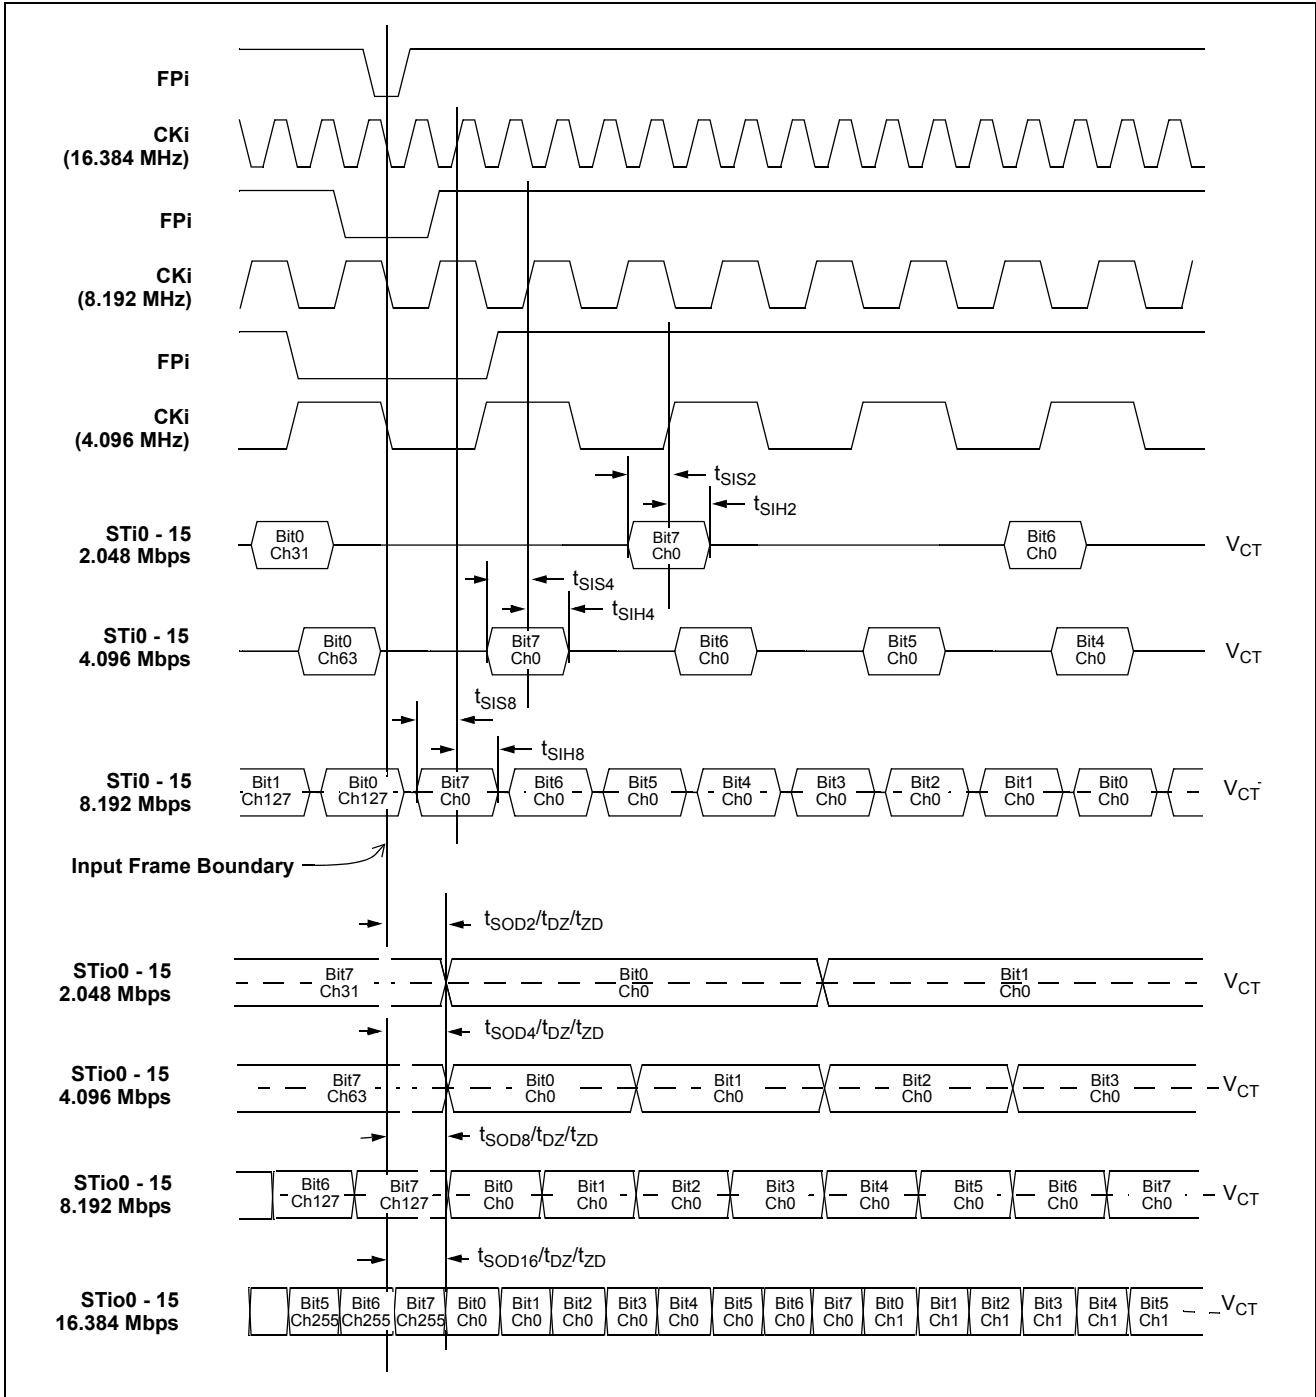 FPi
CKi
(16.384 MHz)
FPi
CKi
(8.192 MHz)
FPi
CKi
(4.096 MHz)
tSIS2
tSIH2
STi0 - 15
2.048 Mbps
Bit0 Bit7 Bit6
Ch31 Ch0 Ch0
VCT
tSIS4
tSIH4
STi0 - 15
4.096 Mbps
Bit0 Bit7 Bit6 Bit5 Bit4
Ch63 Ch0 Ch0 Ch0 Ch0
VCT
tSIS8
tSIH8
STi0 - 15
8.192 Mbps
Bit1 Bit0 Bit7 Bit6 Bit5 Bit4 Bit3 Bit2 Bit1 Bit0
Ch127 Ch127 Ch0 Ch0 Ch0 Ch0 Ch0 Ch0 Ch0 Ch0
VCT
Input Frame Boundary
tSOD2/tDZ/tZD
STio0 - 15
2.048 Mbps
Bit7 Bit0 Bit1
Ch31 Ch0 Ch0
VCT
tSOD4/tDZ/tZD
STio0 - 15
4.096 Mbps
Bit7 Bit0 Bit1 Bit2 Bit3
Ch63 Ch0 Ch0 Ch0 Ch0
VCT
tSOD8/tDZ/tZD
STio0 - 15
8.192 Mbps
Bit6 Bit7 Bit0 Bit1 Bit2 Bit3 Bit4 Bit5 Bit6 Bit7
Ch127 Ch127 Ch0 Ch0 Ch0 Ch0 Ch0 Ch0 Ch0 Ch0
VCT
tSOD16/tDZ/tZD
STio0 - 15
16.384 Mbps
Bit5 Bit6 Bit7 Bit0 Bit1 Bit2 Bit3 Bit4 Bit5 Bit6 Bit7 Bit0 Bit1 Bit2 Bit3 Bit4 Bit5
Ch255 Ch255 Ch255 Ch0 Ch0 Ch0 Ch0 Ch0 Ch0 Ch0 Ch0 Ch1 Ch1 Ch1 Ch1 Ch1 Ch1
VCT